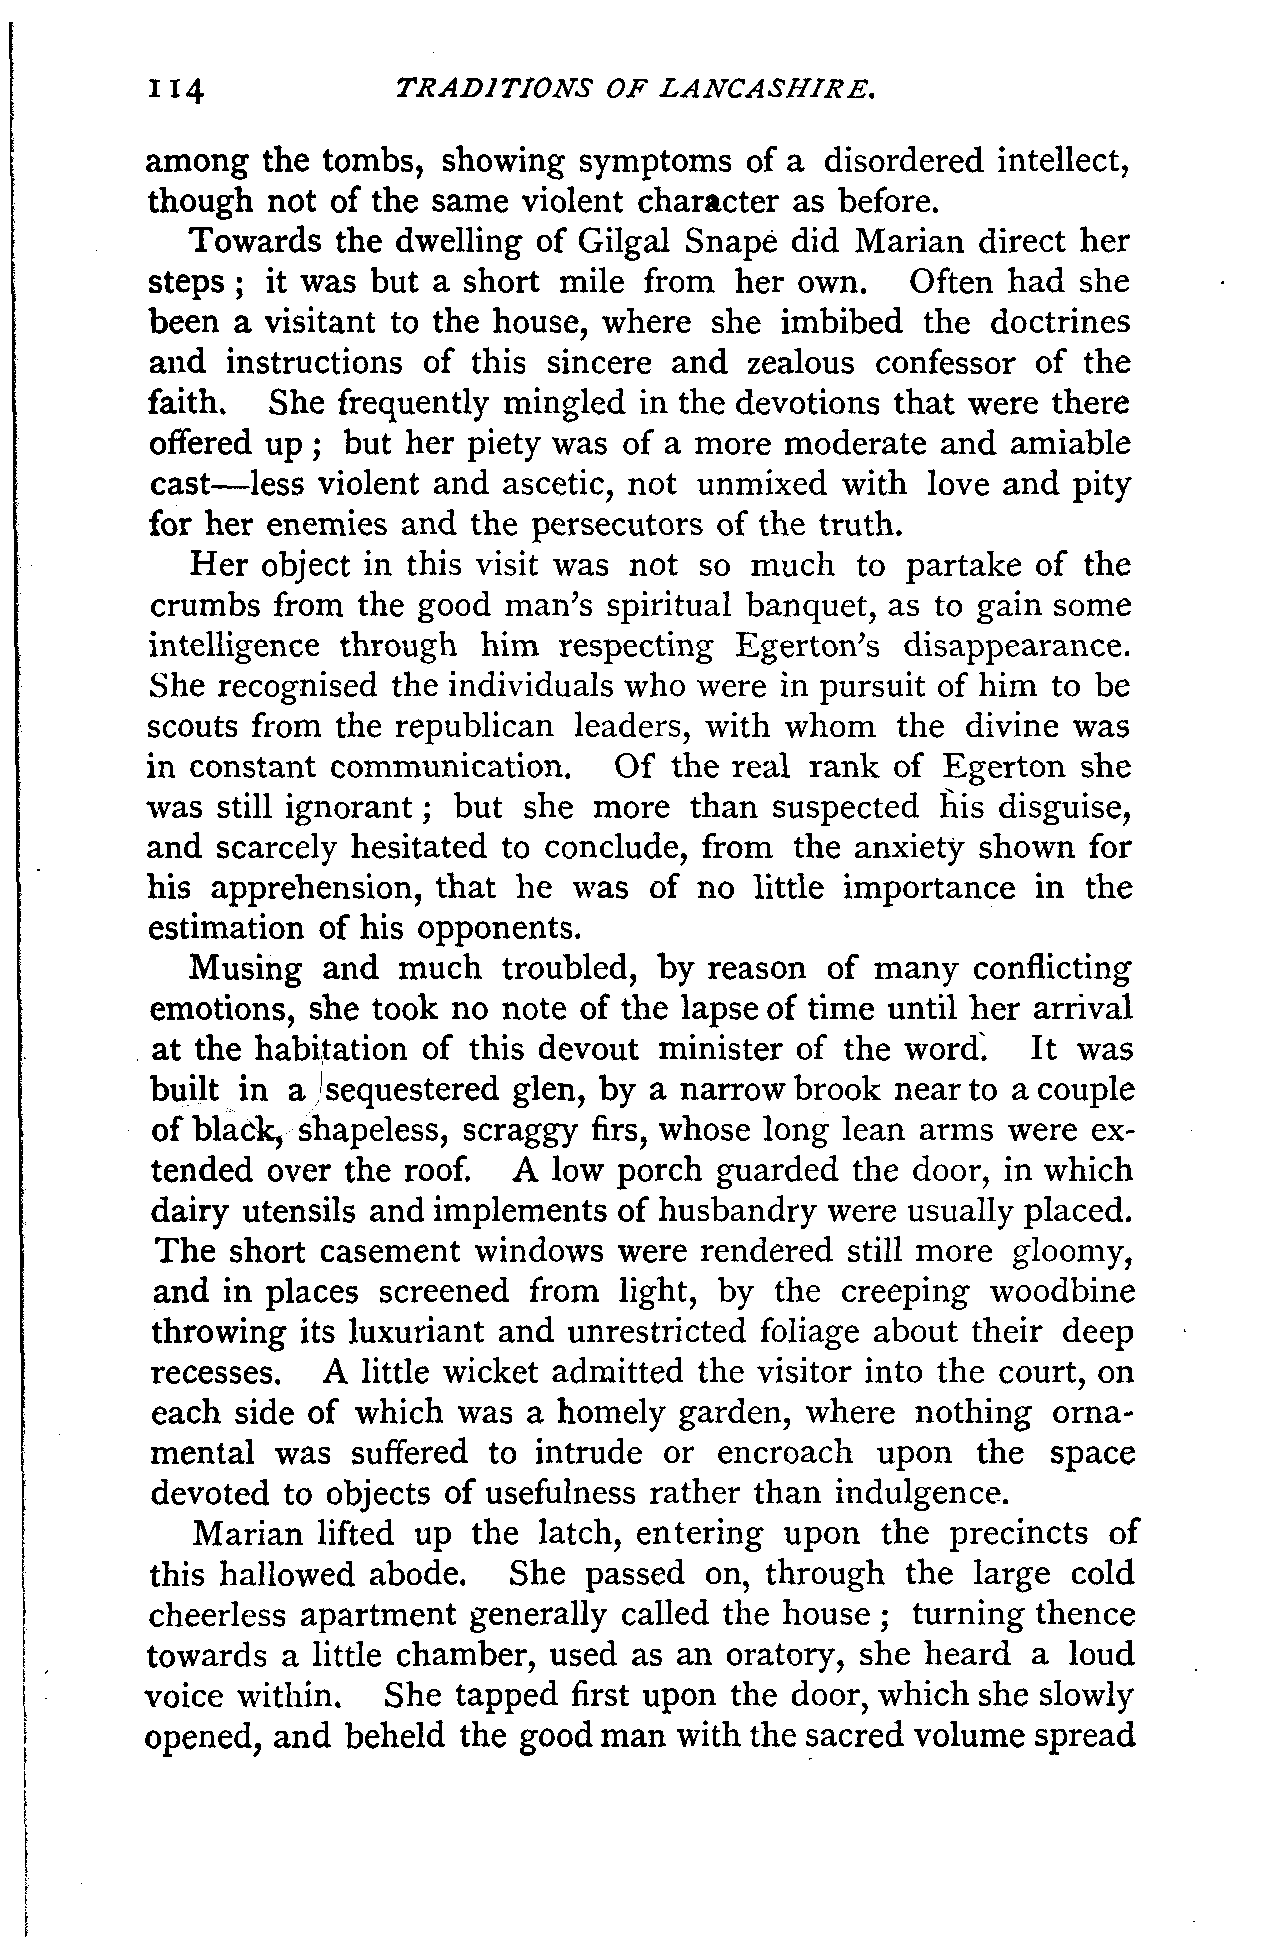 114 TRADITIONS OF LANCASHIRE.
among the tombs, showing symptoms of a disordered intellect,
though not of the same violent character as before.
Towards the dwelling of Gilgal Snape did Marian direct her
steps ; it was but a short mile from her own. Often had she
been a visitant to the house, where she imbibed the doctrines
and instructions of this sincere and zealous confessor of the
faith. She frequently mingled in the devotions that were there
offered up ; but her piety was of a more moderate and amiable
cast—less violent and ascetic, not unmixed with love and pity
for her enemies and the persecutors of the truth.
Her object in this visit was not so much to partake of the
crumbs from the good man's spiritual banquet, as to gain some
intelligence through him respecting Egerton's disappearance.
She recognised the individuals who were in pursuit of him to be
scouts from the republican leaders, with whom the divine was
in constant communication. Of the real rank of Egerton she
was still ignorant ; but she more than suspected his disguise,
and scarcely hesitated to conclude, from the anxiety shown for
his apprehension, that he was of no little importance in the
estimation of his opponents.
Musing and much troubled, by reason of many conflicting
emotions, she took no note of the lapse of time until her arrival
at the habitation of this devout minister of the word. It was
built in a sequestered glen, by a narrow brook near to a couple
of black, shapeless, scraggy firs, whose long lean arms were ex-
tended over the roof. A low porch guarded the door, in which
dairy utensils and implements of husbandry were usually placed.
The short casement windows were rendered still more gloomy,
and in places screened from light, by the creeping woodbine
throwing its luxuriant and unrestricted foliage about their deep
recesses. A little wicket admitted the visitor into the court, on
each side of which was a homely garden, where nothing orna-
mental was suffered to intrude or encroach upon the space
devoted to objects of usefulness rather than indulgence.
Marian lifted up the latch, entering upon the precincts of
this hallowed abode. She passed on, through the large cold
cheerless apartment generally called the house ; turning thence
towards a little chamber, used as an oratory, she heard a loud
voice within. She tapped first upon the door, which she slowly
opened, and beheld the good man with the sacred volume spread